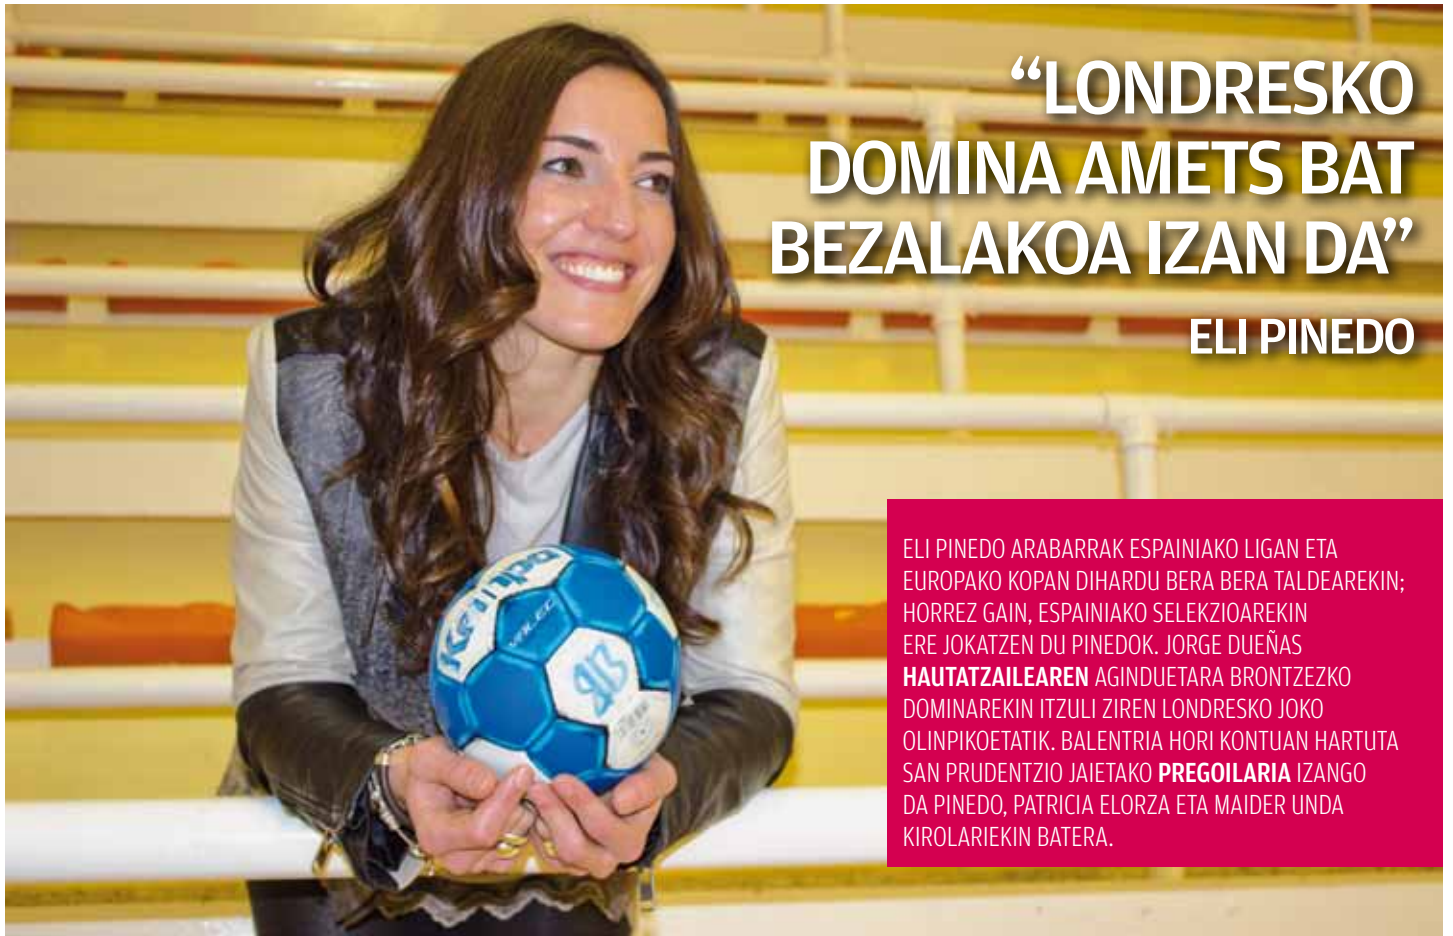 “LONDRESKO
DOMINA AMETS BAT
BEZALAKOA IZAN DA”
ELI PINEDO
ELI PINEDO ARABARRAK ESPAINIAKO LIGAN ETA
EUROPAKO KOPAN DIHARDU BERA BERA TALDEAREKIN;
HORREZ GAIN, ESPAINIAKO SELEKZIOAREKIN
ERE JOKATZEN DU PINEDOK. JORGE DUEÑAS
HAUTATZAILEAREN AGINDUETARA BRONTZEZKO
DOMINAREKIN ITZULI ZIREN LONDRESKO JOKO
OLINPIKOETATIK. BALENTRIA HORI KONTUAN HARTUTA
SAN PRUDENTZIO JAIETAKO PREGOILARIA IZANGO
DA PINEDO, PATRICIA ELORZA ETA MAIDER UNDA
KIROLARIEKIN BATERA.